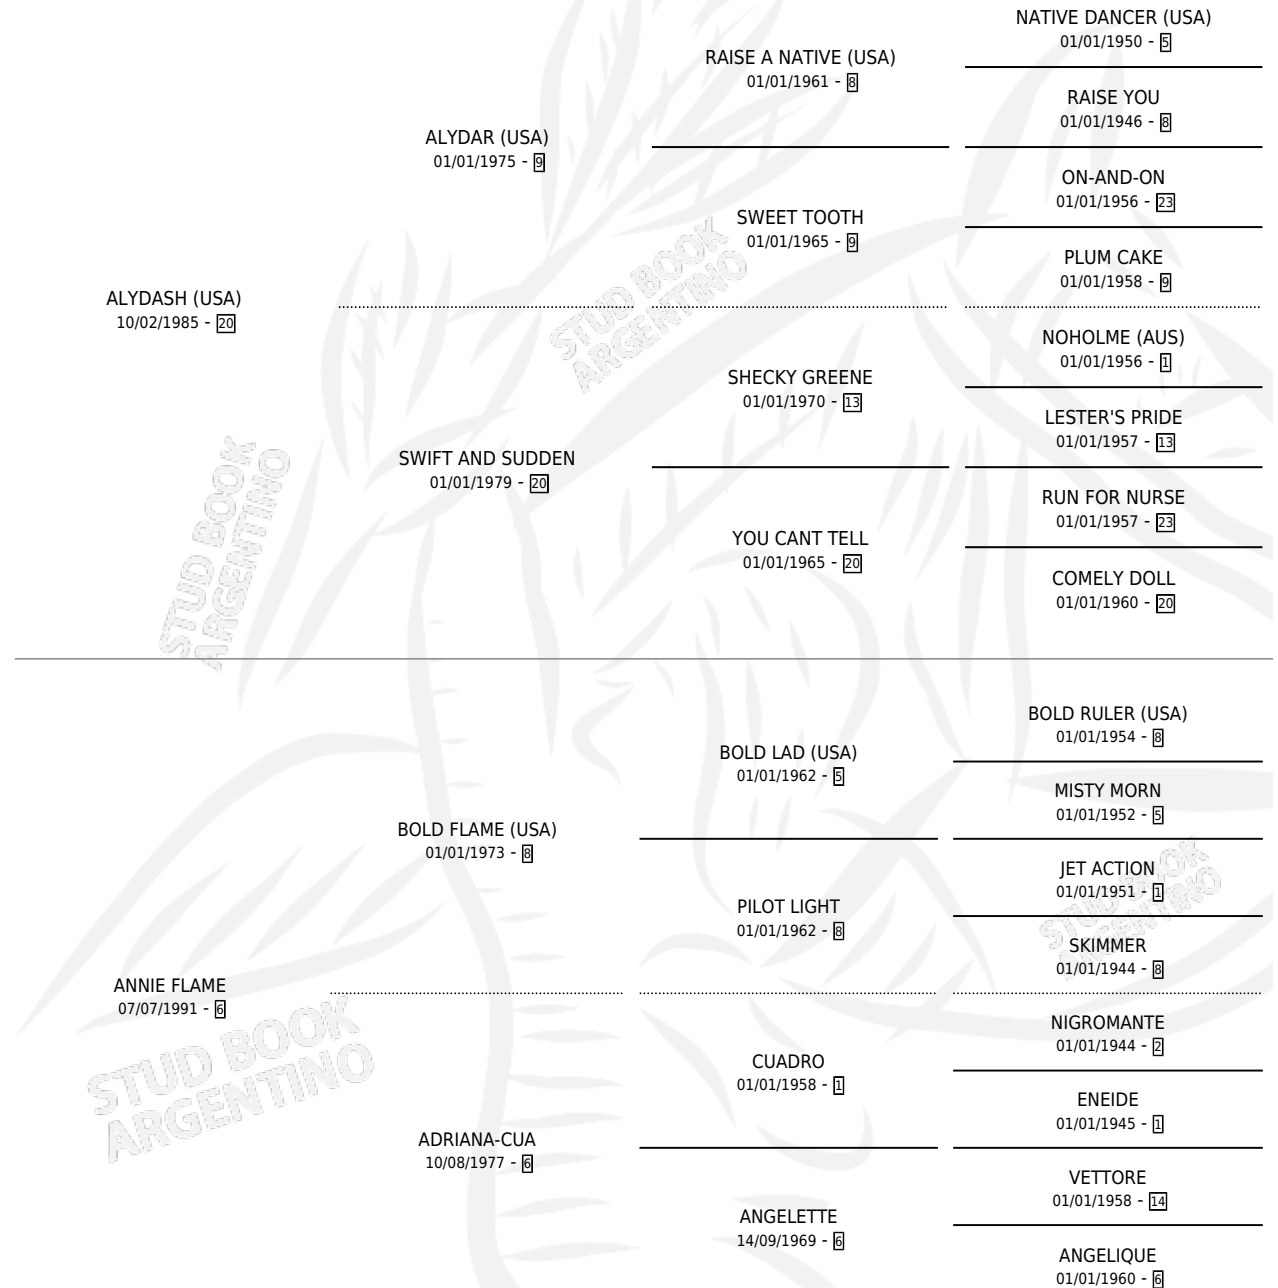 NATIVE DANCER (USA)
01/01/1950 - 5
RAISE A NATIVE (USA)
01/01/1961 - 8
RAISE YOU
01/01/1946 - 8
ALYDAR (USA)
01/01/1975 - 9
ON-AND-ON
01/01/1956 - 23
SWEET TOOTH
01/01/1965 - 9
PLUM CAKE
01/01/1958 - 9
ALYDASH (USA)
10/02/1985 - 20
NOHOLME (AUS)
01/01/1956 - 1
SHECKY GREENE
01/01/1970 - 13
LESTER'S PRIDE
01/01/1957 - 13
SWIFT AND SUDDEN
01/01/1979 - 20
RUN FOR NURSE
01/01/1957 - 23
YOU CANT TELL
01/01/1965 - 20
COMELY DOLL
01/01/1960 - 20
STUD BOOK
ARGENTINO
STUD BOOK
ARGENTINO
BOLD RULER (USA)
01/01/1954 - 8
BOLD LAD (USA)
01/01/1962 - 5
MISTY MORN
01/01/1952 - 5
BOLD FLAME (USA)
01/01/1973 - 8
JET ACTION
01/01/1951 - 1
PILOT LIGHT
01/01/1962 - 8
SKIMMER
01/01/1944 - 8
ANNIE FLAME
07/07/1991 - 6
NIGROMANTE
01/01/1944 - 2
CUADRO
01/01/1958 - 1
ENEIDE
01/01/1945 - 1
ADRIANA-CUA
10/08/1977 - 6
VETTORE
01/01/1958 - 14
ANGELETTE
14/09/1969 - 6
ANGELIQUE
01/01/1960 - 6
STUD BOOK
ARGENTINO
STUD BOOK
ARGENTINO